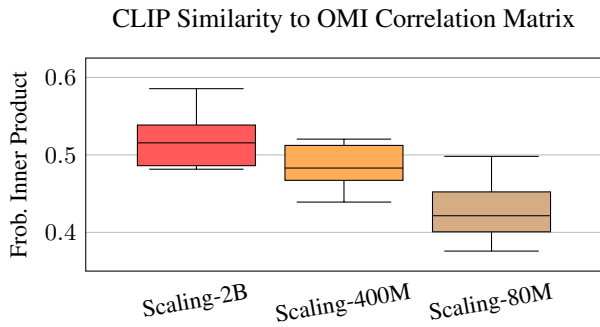 CLIP Similarity to OMI Correlation Matrix
Frob. Inner Product
0.6
0.5
0.4
Scaling-2B
Scaling-400M
Scaling-80M